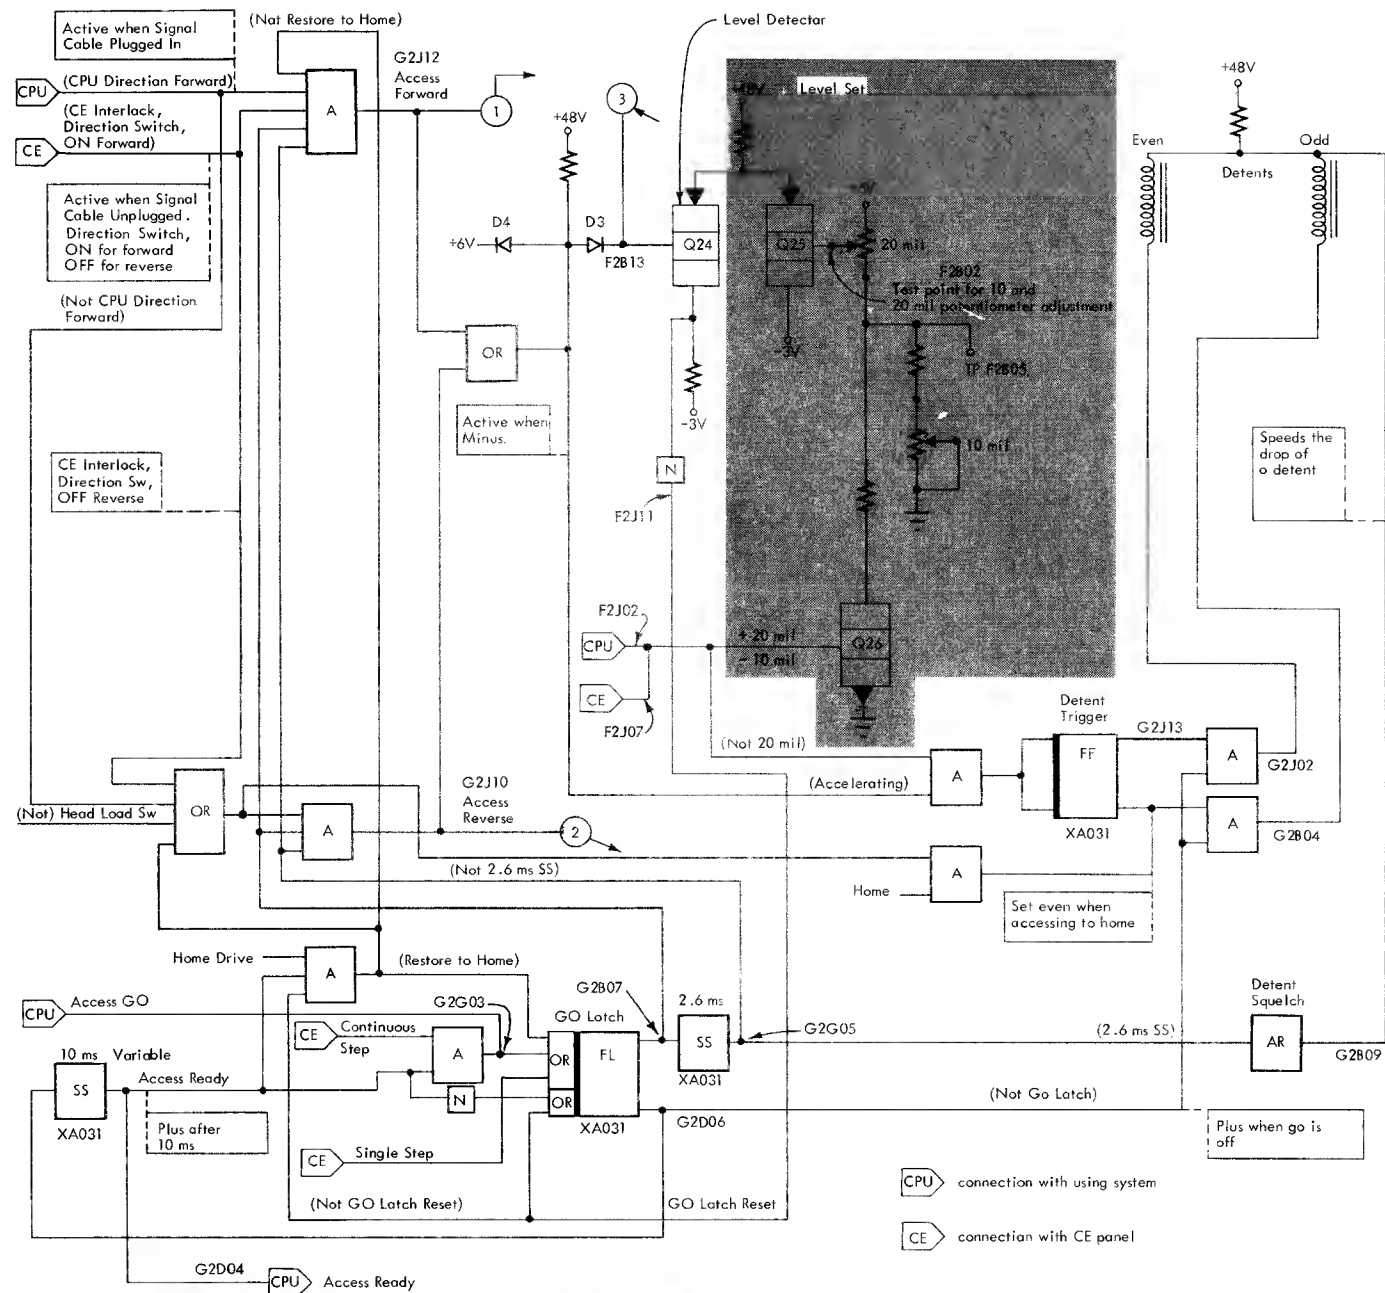 Active when Signal
Cable Plugged In
(Nat Restore to Home)
G2J12
Access
Forward
Level Detectar
CPU
(CPU Direction Farward)
A
1
3
+48V
Level Set
+48V
(CE Interlock,
Direction Switch,
ON Forward)
CE
+48V
Even
Odd
Detents
Active when Signal
Cable Unplugged.
Direction Switch,
ON for forward
OFF for reverse
D4
D3
+6V
F2B13
Q24
Q25
20 mil
F2B02
Test point for 10 and
20 mil potentiometer adjustment
(Not CPU Direction
Forward)
OR
-3V
TP F2B05
Active when
Minus.
-3V
10 mil
Speeds the
drop of
o detent
CE Interlock,
Direction Sw,
OFF Reverse
N
F2J11
F2J02
CPU
+ 20 mil
- 10 mil
Q26
CE
F2J07
(Not 20 mil)
Detent
Trigger
G2J13
A
FF
A
G2J02
(Accelerating)
G2J10
Access
Reverse
(Not) Head Load Sw
OR
A
2
XA031
A
G2B04
(Not 2.6 ms SS)
A
Home
Set even when
accessing to home
Home Drive
A
(Restore to Home)
G2B07
2.6 ms
Detent
Squelch
CPU
Access GO
G2G03
GO Latch
G2G05
(2.6 ms SS)
CE
Continuous
Step
A
OR
FL
SS
AR
10 ms
Variable
XA031
G2B09
SS
Access Ready
N
OR
(Not Go Latch)
XA031
Plus after
10 ms
XA031
G2D06
Plus when go is
off
CE
Single Step
CPU
connection with using system
(Not GO Latch Reset)
GO Latch Reset
CE
connection with CE panel
G2D04
CPU
Access Ready